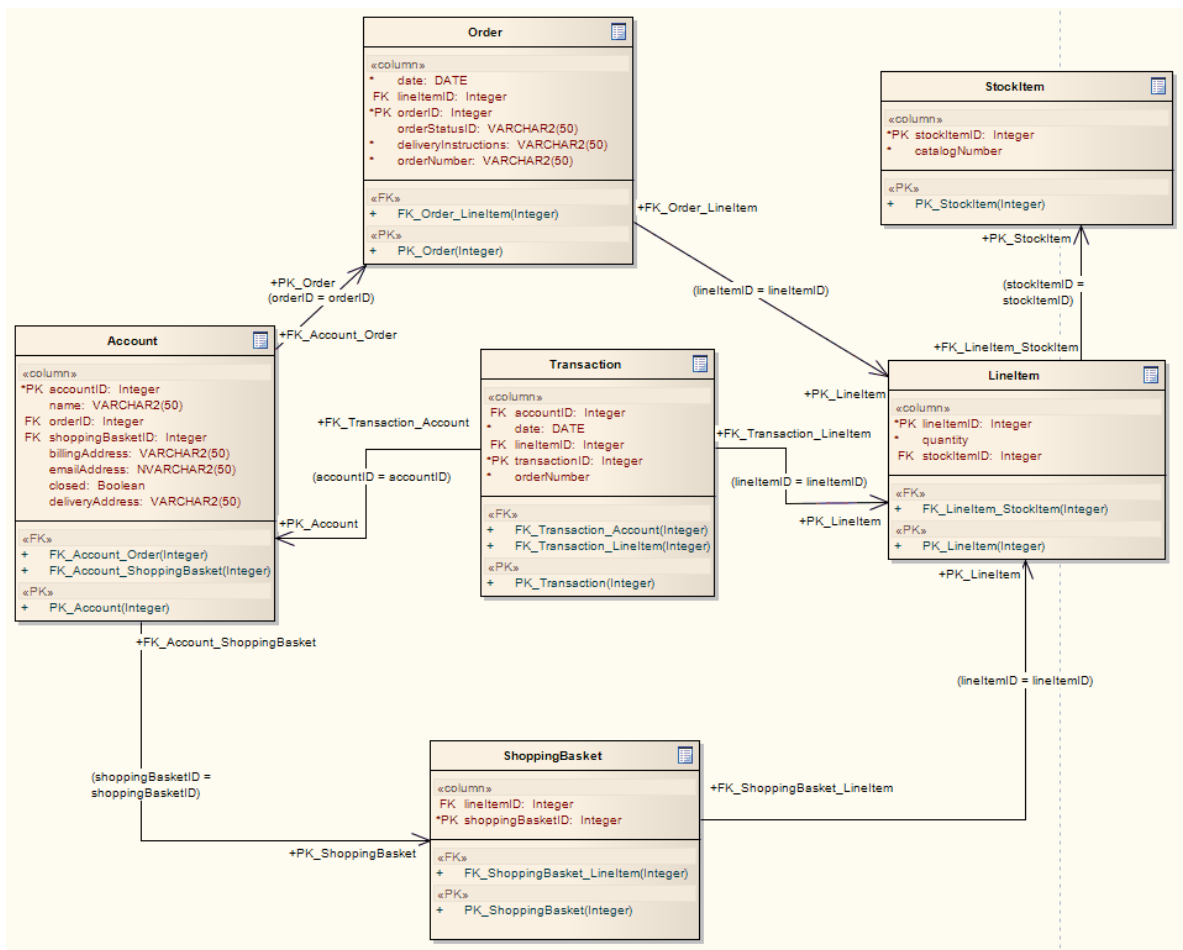 Order
«column»
* date: DATE
FK lineItemID: Integer
*PK orderID: Integer
orderStatusID: VARCHAR2(50)
* deliveryInstructions: VARCHAR2(50)
* orderNumber: VARCHAR2(50)
«FK»
+ FK_Order_LineItem(Integer)
«PK»
+ PK_Order(Integer)
StockItem
«column»
*PK stockItemID: Integer
* catalogNumber
«PK»
+ PK_StockItem(Integer)
+FK_Order_LineItem
+PK_StockItem
+PK_Order
(orderID = orderID)
(lineItemID = lineItemID)
(stockItemID =
stockItemID)
+FK_Account_Order
+FK_LineItem_StockItem
Account
«column»
*PK accountID: Integer
name: VARCHAR2(50)
FK orderID: Integer
FK shoppingBasketID: Integer
billingAddress: VARCHAR2(50)
emailAddress: NVARCHAR2(50)
closed: Boolean
deliveryAddress: VARCHAR2(50)
«FK»
+ FK_Account_Order(Integer)
+ FK_Account_ShoppingBasket(Integer)
«PK»
+ PK_Account(Integer)
+FK_Transaction_Account
(accountID = accountID)
+PK_Account
Transaction
«column»
FK accountID: Integer
* date: DATE
FK lineItemID: Integer
*PK transactionID: Integer
* orderNumber
«FK»
+ FK_Transaction_Account(Integer)
+ FK_Transaction_LineItem(Integer)
«PK»
+ PK_Transaction(Integer)
+PK_LineItem
+FK_Transaction_LineItem
(lineItemID = lineItemID)
+PK_LineItem
LineItem
«column»
*PK lineItemID: Integer
* quantity
FK stockItemID: Integer
«FK»
+ FK_LineItem_StockItem(Integer)
«PK»
+ PK_LineItem(Integer)
+PK_LineItem
+FK_Account_ShoppingBasket
(lineItemID = lineItemID)
(shoppingBasketID =
shoppingBasketID)
+PK_ShoppingBasket
ShoppingBasket
«column»
FK lineItemID: Integer
*PK shoppingBasketID: Integer
«FK»
+ FK_ShoppingBasket_LineItem(Integer)
«PK»
+ PK_ShoppingBasket(Integer)
+FK_ShoppingBasket_LineItem